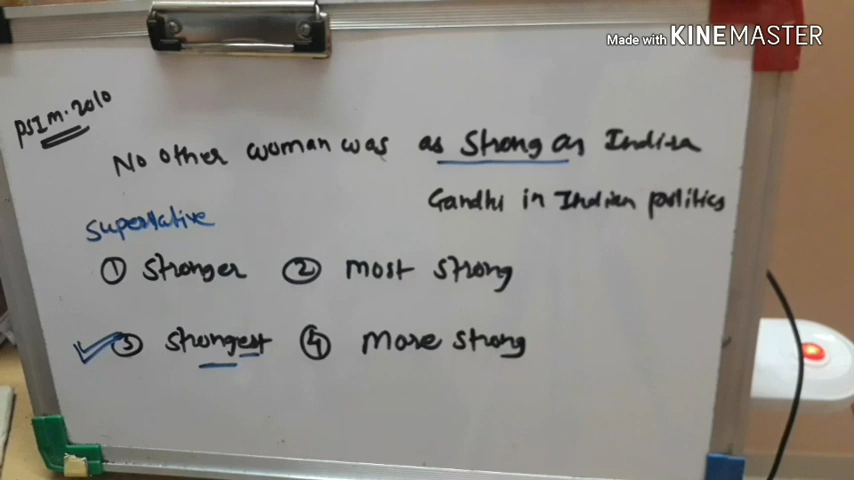 Made with KINEMASTER
PSIM.2010
No other woman was as strong as Indira
Gandhi in Indian politics
Superlative
① stronger ② most strong
③ strongest ④ more strong